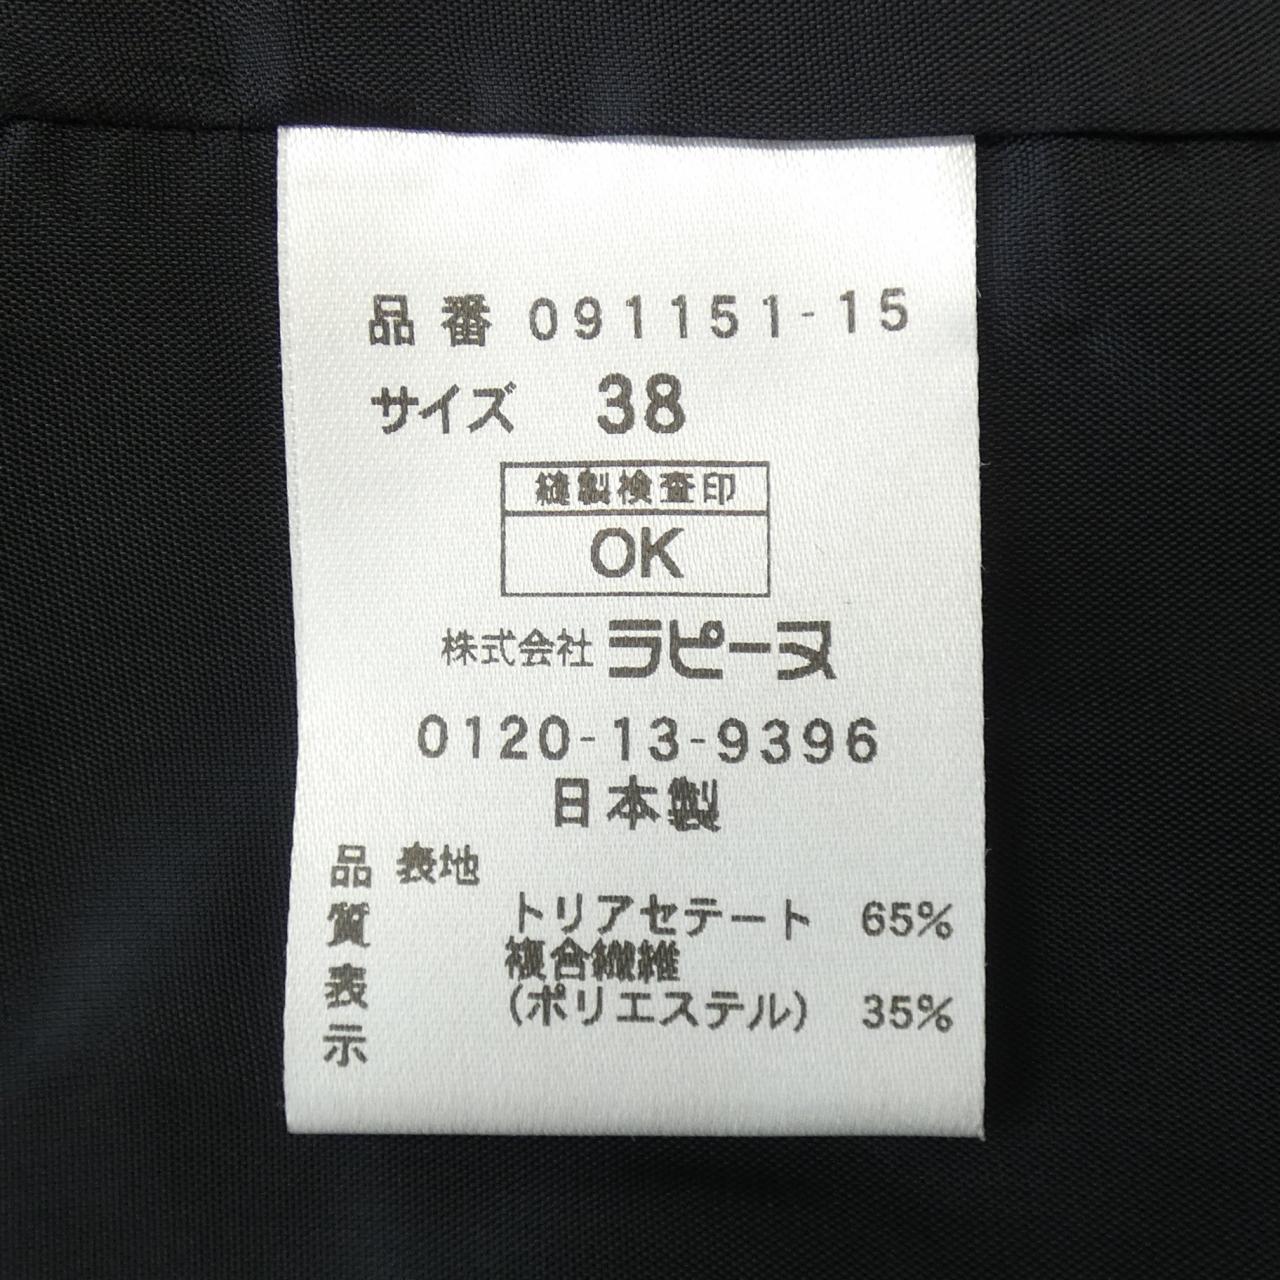 品番 091151-15
サイズ 38
縫製検査印
OK
株式会社 ラピーヌ
0120-13-9396
日本製
品質表示
表地
トリアセテート 65%
複合繊維
(ポリエステル) 35%